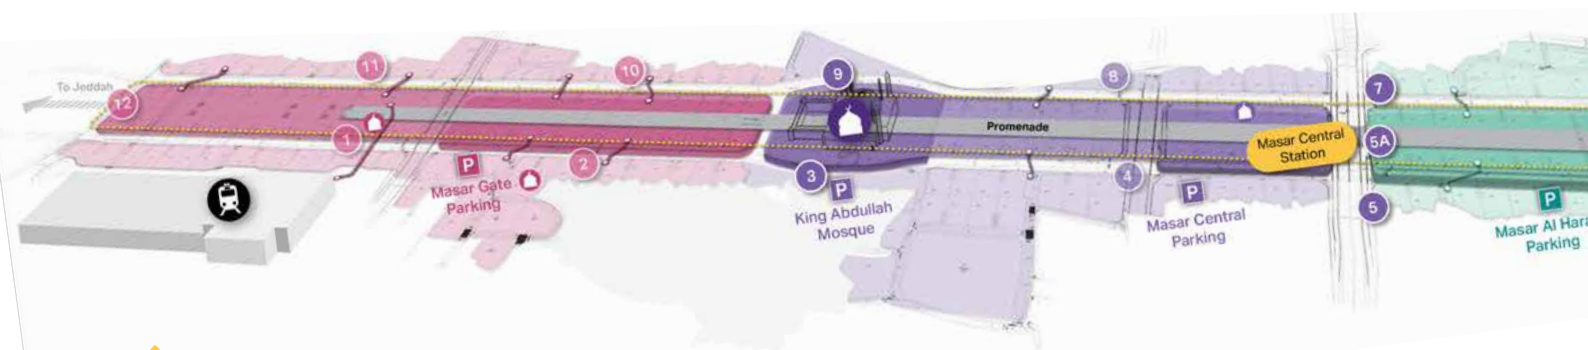 To Jeddah
12
11
10
9
8
7
1
2
3
4
5A
5
Promenade
Masar Central
Station
P
Masar Gate
Parking
P
King Abdullah
Mosque
P
Masar Central
Parking
P
Masar Al Hara
Parking